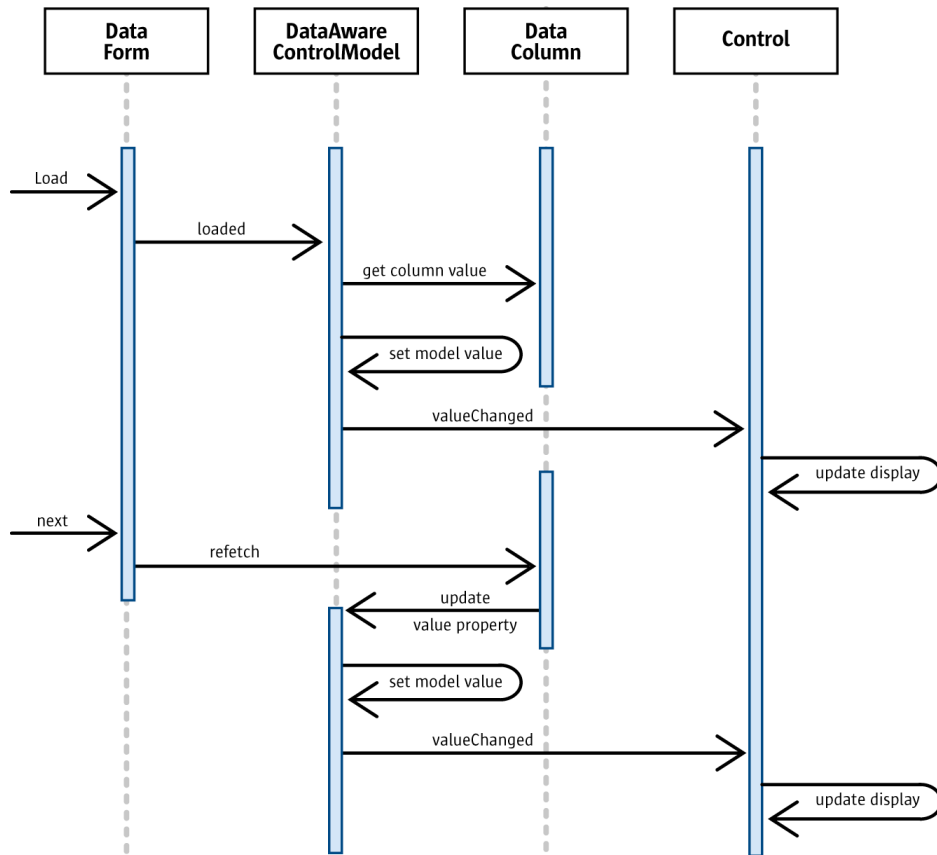 Data
Form
DataAware
ControlModel
Data
Column
Control
Load
loaded
get column value
set model value
valueChanged
update display
next
refetch
update
value property
set model value
valueChanged
update display